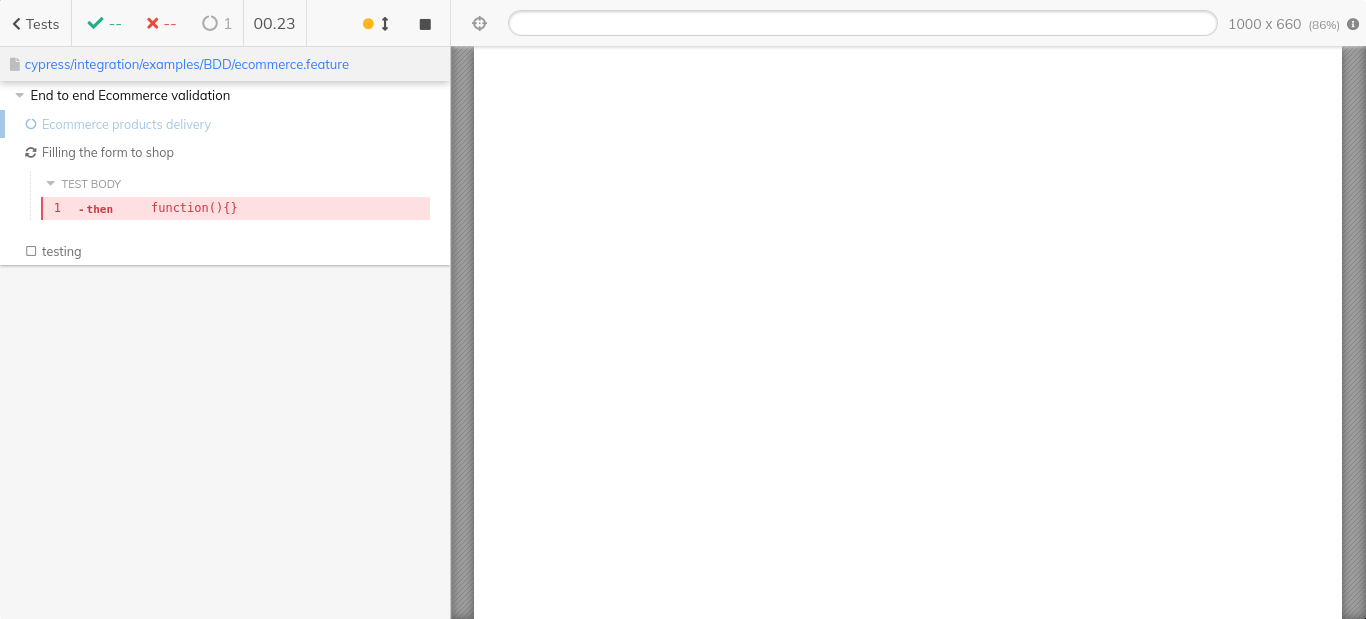 Tests -- -- 1 00.23 1000 x 660 (86%)
cypress/integration/examples/BDD/ecommerce.feature
End to end Ecommerce validation
Ecommerce products delivery
Filling the form to shop
TEST BODY
1 -then function(){}
testing